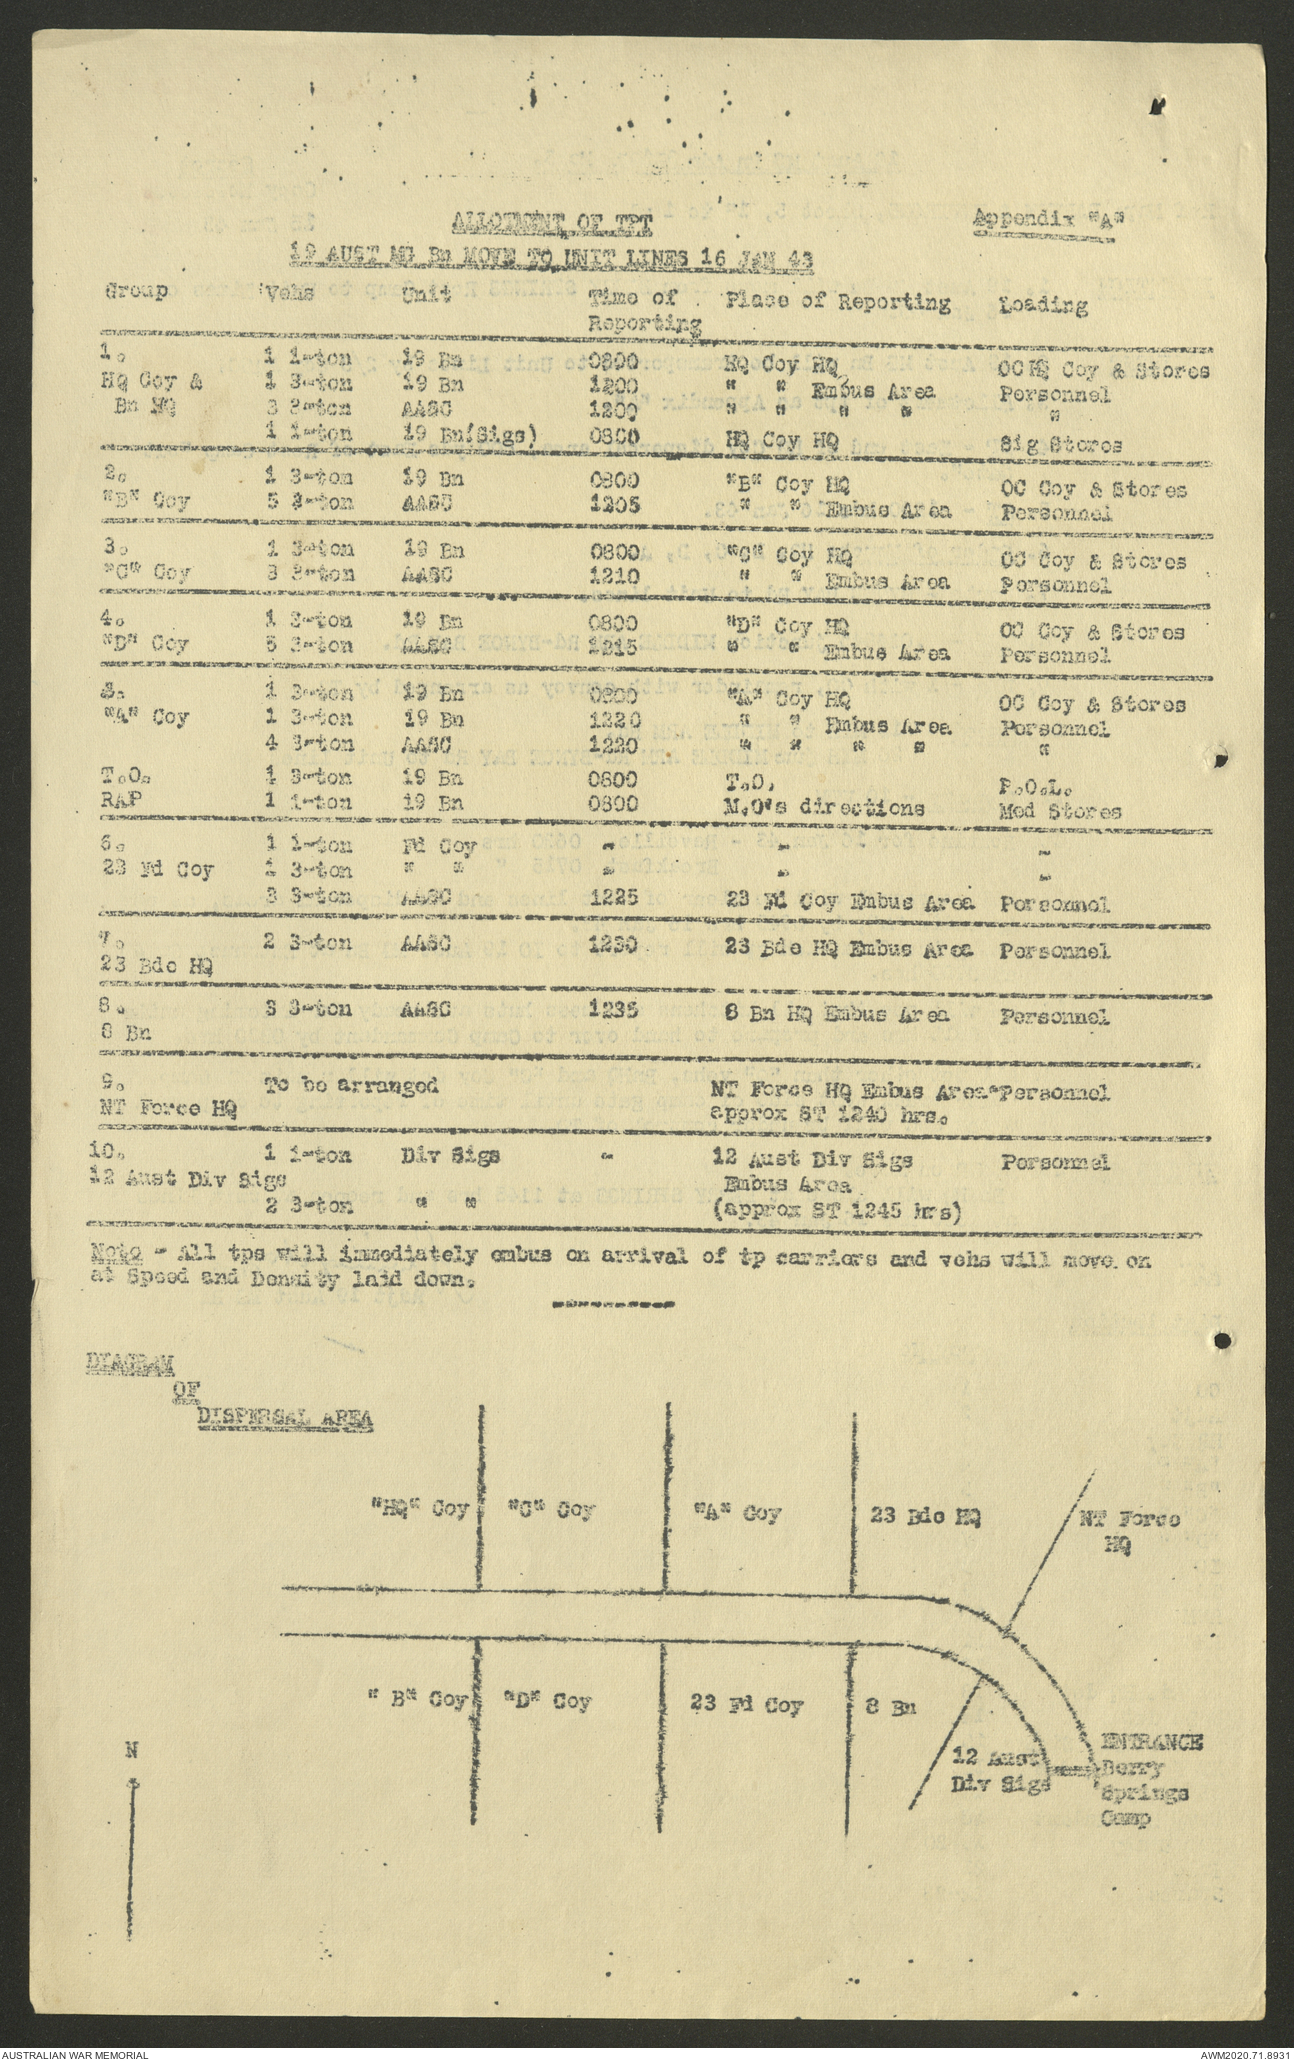 Appendix "A"
ALLOTMENT OF TPT
19 AUST MG Bn MOVE TO UNIT LINES 16 JAN 43
Group Vehs Unit Time of Reporting Place of Reporting Loading
1. 1 1-ton 19 Bn 0800 HQ Coy HQ OC HQ Coy & Stores
HQ Coy & 1 3-ton 19 Bn 1200 " " Embus Area Personnel
Bn HQ 3 3-ton AASC 1200 " " " " "
1 1-ton 19 Bn(Sigs) 0800 HQ Coy HQ Sig Stores
2. 1 3-ton 19 Bn 0800 "B" Coy HQ OC Coy & Stores
"B" Coy 5 3-ton AASC 1205 " " Embus Area Personnel
3. 1 3-ton 19 Bn 0800 "C" Coy HQ OC Coy & Stores
"C" Coy 3 3-ton AASC 1210 " " Embus Area Personnel
4. 1 3-ton 19 Bn 0800 "D" Coy HQ OC Coy & Stores
"D" Coy 5 3-ton AASC 1215 " " Embus Area Personnel
5. 1 3-ton 19 Bn 0800 "A" Coy HQ OC Coy & Stores
"A" Coy 1 3-ton 19 Bn 1220 " " Embus Area Personnel
4 3-ton AASC 1220 " " " " "
T.O. 1 3-ton 19 Bn 0800 T.O. P.O.L.
RAP 1 1-ton 19 Bn 0800 M.O's directions Med Stores
6. 1 1-ton Fd Coy - - -
23 Fd Coy 1 3-ton " " - - -
3 3-ton AASC 1225 23 Fd Coy Embus Area Personnel
7. 2 3-ton AASC 1230 23 Bde HQ Embus Area Personnel
23 Bde HQ
8. 3 3-ton AASC 1235 8 Bn HQ Embus Area Personnel
8 Bn
9. To be arranged NT Force HQ Embus Area Personnel
NT Force HQ approx ST 1240 hrs.
10. 1 1-ton Div Sigs - 12 Aust Div Sigs Personnel
12 Aust Div Sigs Embus Area
2 3-ton " " (approx ST 1245 hrs)
Note - All tps will immediately embus on arrival of tp carriers and vehs will move on
at Speed and Density laid down.
DIAGRAM
OF
DISPERSAL AREA
"HQ" Coy "C" Coy "A" Coy 23 Bde HQ NT Force
HQ
" B" Coy "D" Coy 23 Fd Coy 8 Bn
N
12 Aust
Div Sigs
ENTRANCE
Berry
Springs
Camp
AUSTRALIAN WAR MEMORIAL
AWM2020.71.8931